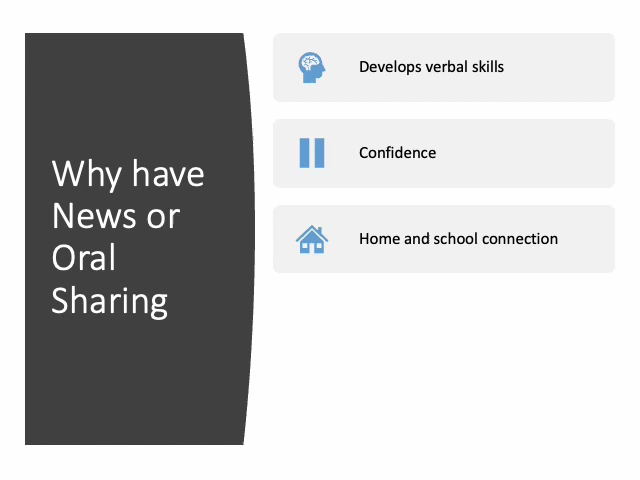 Why have
News or
Oral
Sharing
Develops verbal skills
Confidence
Home and school connection